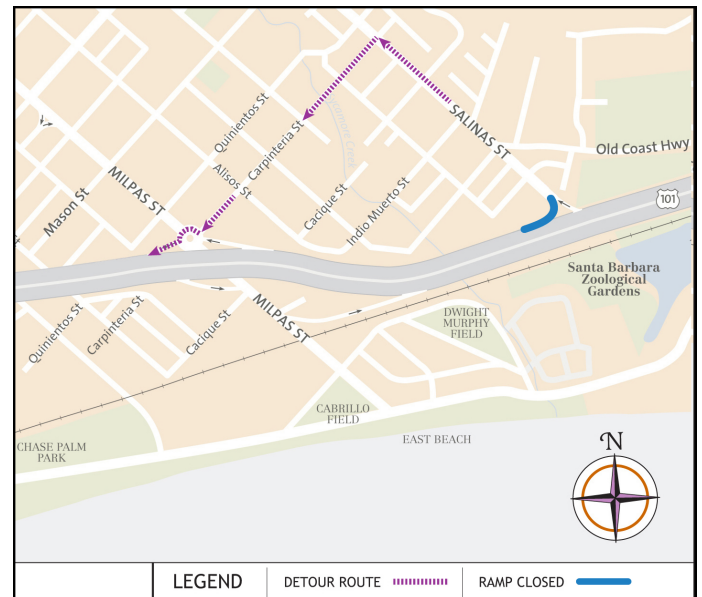 SALINAS ST
Old Coast Hwy
101
Quinientos St
Carpinteria St
Sycamore Creek
Alisos St
MILPAS ST
Mason St
Cacique St
Indio Muerto St
Santa Barbara
Zoological
Gardens
MILPAS ST
Quinientos St
Carpinteria St
Cacique St
DWIGHT
MURPHY
FIELD
CABRILLO
FIELD
EAST BEACH
CHASE PALM
PARK
N
LEGEND
DETOUR ROUTE
RAMP CLOSED